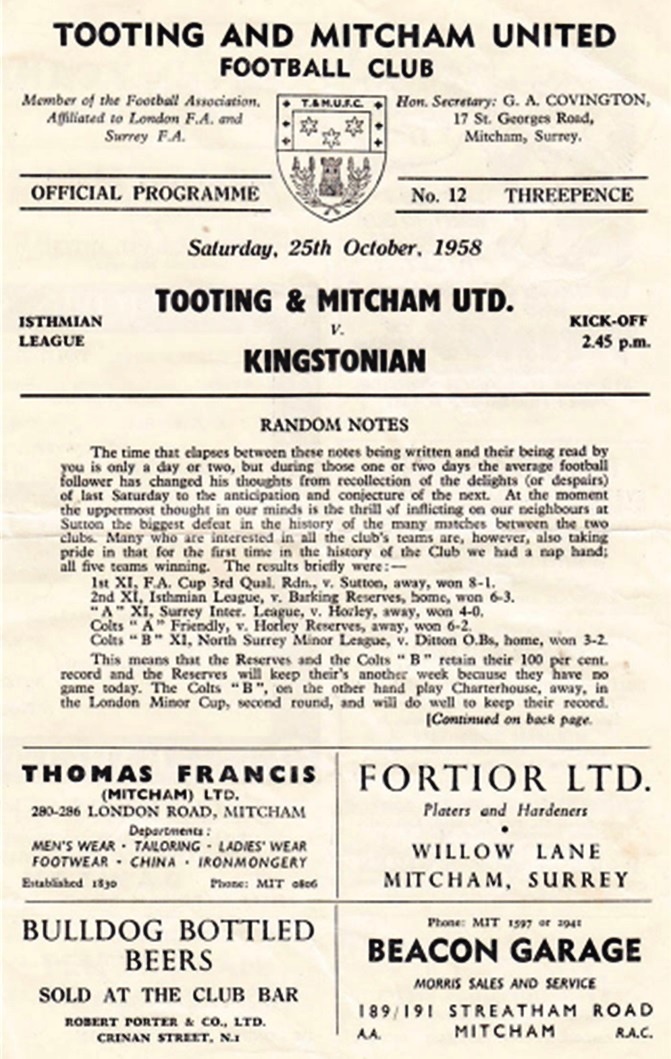 TOOTING AND MITCHAM UNITED
FOOTBALL CLUB
Member of the Football Association.
Affiliated to London F.A. and
Surrey F.A.
T.&M.U.F.C.
Hon. Secretary: G. A. COVINGTON,
17 St. Georges Road,
Mitcham, Surrey.
OFFICIAL PROGRAMME
No. 12 THREEPENCE
Saturday, 25th October, 1958
ISTHMIAN
LEAGUE
TOOTING & MITCHAM UTD.
v.
KINGSTONIAN
KICK-OFF
2.45 p.m.
RANDOM NOTES
The time that elapses between these notes being written and their being read by
you is only a day or two, but during those one or two days the average football
follower has changed his thoughts from recollection of the delights (or despairs)
of last Saturday to the anticipation and conjecture of the next. At the moment
the uppermost thought in our minds is the thrill of inflicting on our neighbours at
Sutton the biggest defeat in the history of the many matches between the two
clubs. Many who are interested in all the club's teams are, however, also taking
pride in that for the first time in the history of the Club we had a nap hand;
all five teams winning. The results briefly were:—
1st XI, F.A. Cup 3rd Qual. Rdn., v. Sutton, away, won 8-1.
2nd XI, Isthmian League, v. Barking Reserves, home, won 6-3.
"A" XI, Surrey Inter. League, v. Horley, away, won 4-0.
Colts "A" Friendly, v. Horley Reserves, away, won 6-2.
Colts "B" XI, North Surrey Minor League, v. Ditton O.Bs, home, won 3-2.
This means that the Reserves and the Colts "B" retain their 100 per cent.
record and the Reserves will keep their's another week because they have no
game today. The Colts "B", on the other hand play Charterhouse, away, in
the London Minor Cup, second round, and will do well to keep their record.
[Continued on back page.
THOMAS FRANCIS
(MITCHAM) LTD.
280-286 LONDON ROAD, MITCHAM
Departments:
MEN'S WEAR · TAILORING · LADIES' WEAR
FOOTWEAR · CHINA · IRONMONGERY
Established 1830 Phone: MIT 0806
FORTIOR LTD.
Platers and Hardeners
•
WILLOW LANE
MITCHAM, SURREY
BULLDOG BOTTLED
BEERS
SOLD AT THE CLUB BAR
ROBERT PORTER & CO., LTD.
CRINAN STREET, N.1
Phone: MIT 1597 or 2941
BEACON GARAGE
MORRIS SALES AND SERVICE
189/191 STREATHAM ROAD
A.A. MITCHAM R.A.C.